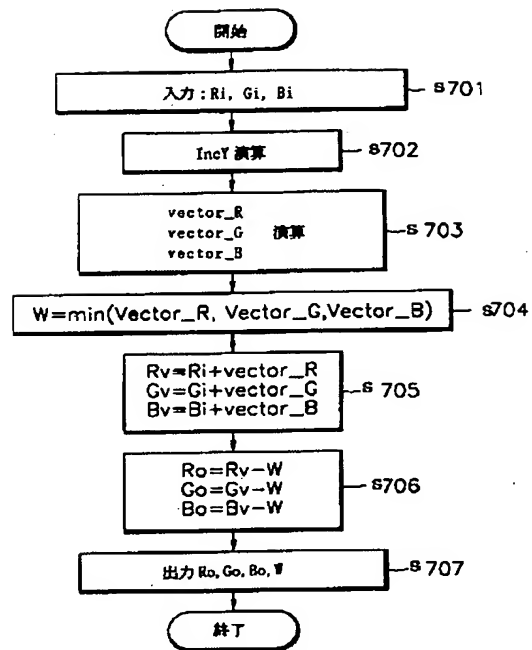 開始
入力 : Ri, Gi, Bi
s701
IncY 演算
s702
vector_R
vector_G 演算
vector_B
s703
W=min(Vector_R, Vector_G,Vector_B)
s704
Rv=Ri+vector_R
Gv=Gi+vector_G
Bv=Bi+vector_B
s705
Ro=Rv-W
Go=Gv-W
Bo=Bv-W
s706
出力 Ro, Go, Bo, W
s707
終了